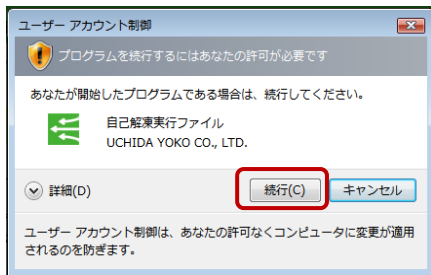 ユーザー アカウント制御
プログラムを続行するにはあなたの許可が必要です
あなたが開始したプログラムである場合は、続行してください。
自己解凍実行ファイル
UCHIDA YOKO CO., LTD.
詳細(D)
続行(C)
キャンセル
ユーザー アカウント制御は、あなたの許可なくコンピュータに変更が適用
されるのを防ぎます。